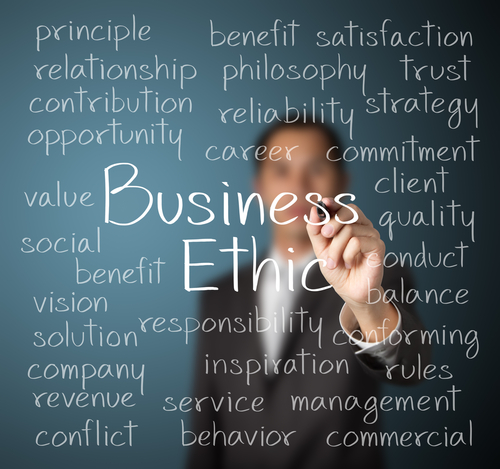 principle benefit satisfaction
relationship philosophy trust
contribution reliability strategy
opportunity career commitment
value Business client
quality
social Ethic conduct
benefit balance
vision responsibility
solution conforming
company inspiration rules
revenue service management
conflict behavior commercial